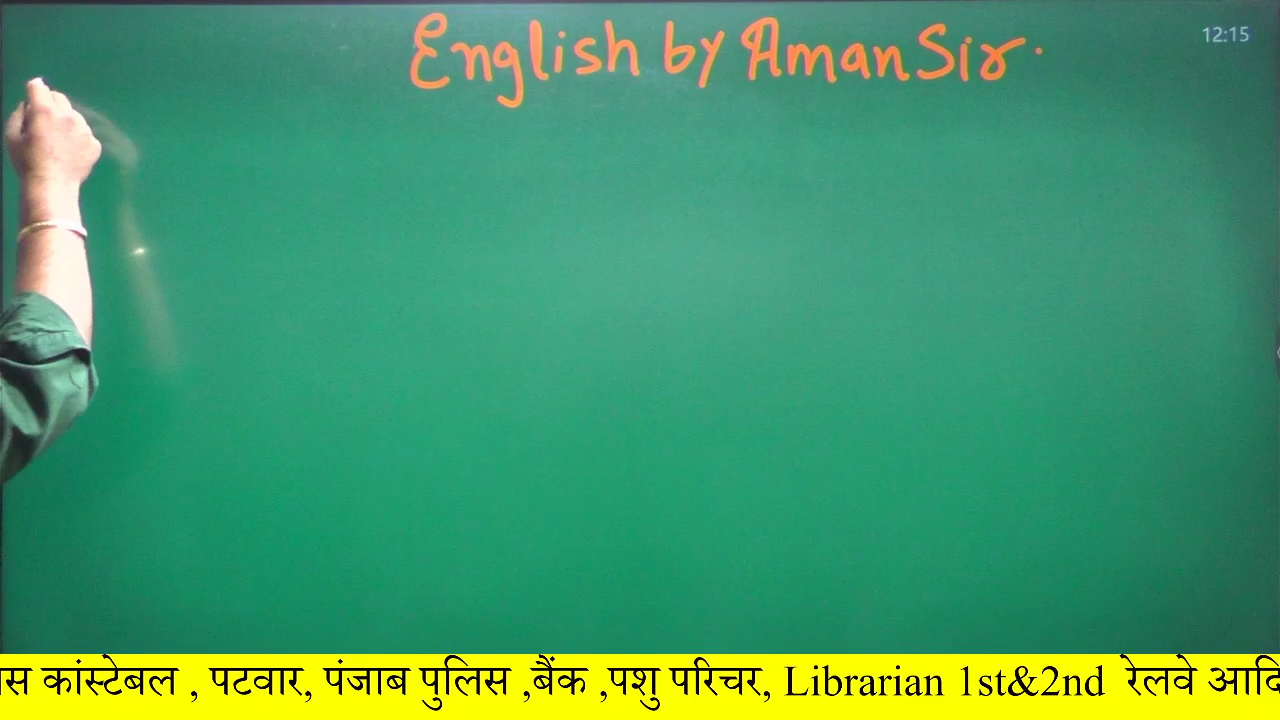 English by Aman Sir.
12:15
स कांस्टेबल , पटवार, पंजाब पुलिस ,बैंक ,पशु परिचर, Librarian 1st&2nd रेलवे आदि